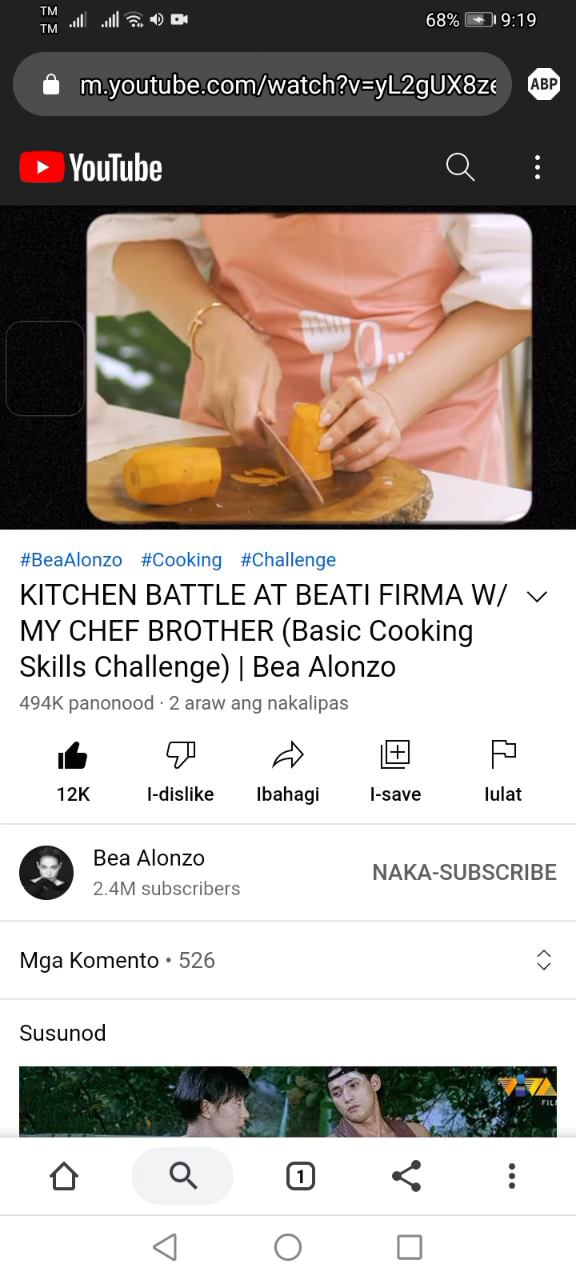 TM
TM
68% 9:19
m.youtube.com/watch?v=yL2gUX8ze
ABP
YouTube
#BeaAlonzo #Cooking #Challenge
KITCHEN BATTLE AT BEATI FIRMA W/
MY CHEF BROTHER (Basic Cooking
Skills Challenge) | Bea Alonzo
494K panonood · 2 araw ang nakalipas
12K I-dislike Ibahagi I-save Iulat
Bea Alonzo
2.4M subscribers
NAKA-SUBSCRIBE
Mga Komento • 526
Susunod
VIVA
FILM
1